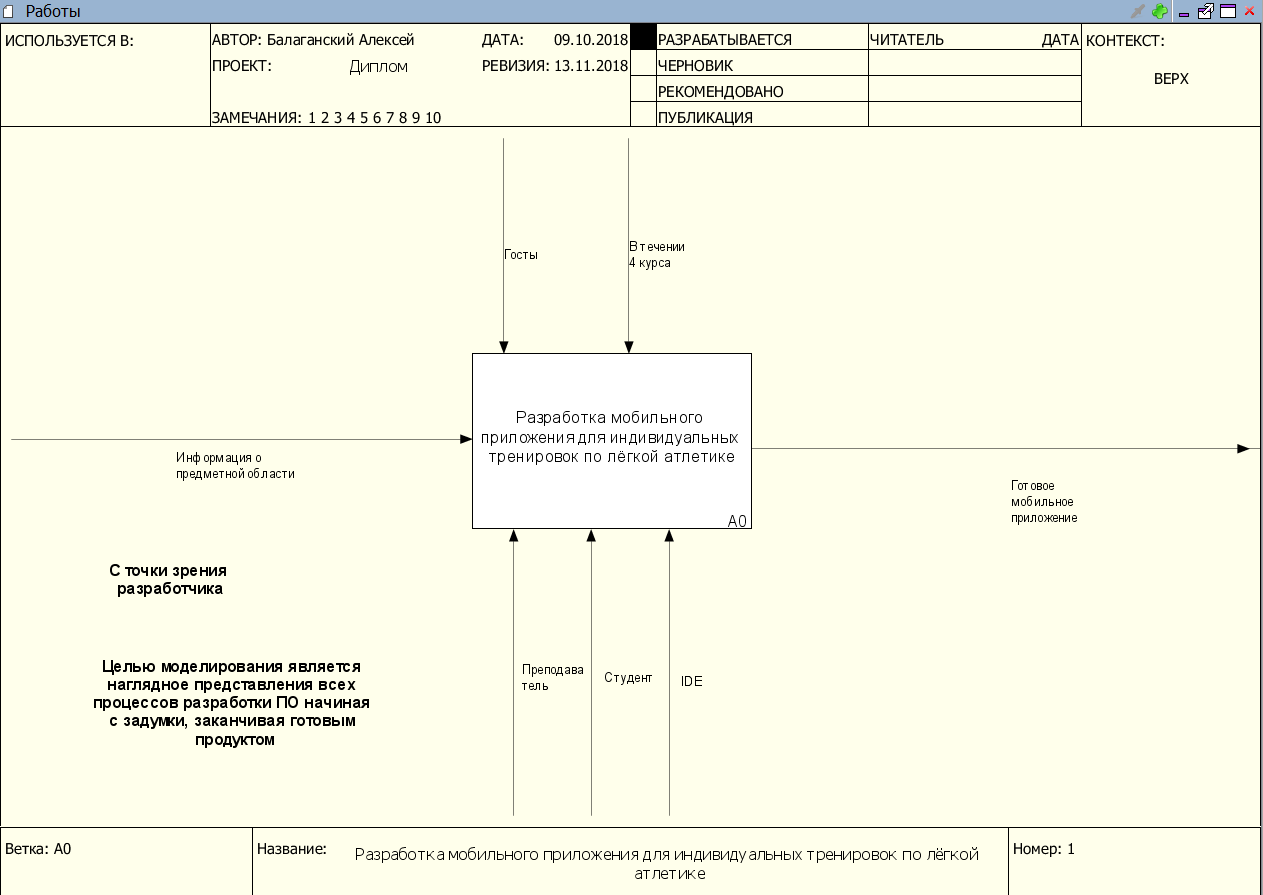 Работы
ИСПОЛЬЗУЕТСЯ В:
АВТОР: Балаганский Алексей
ДАТА: 09.10.2018
ПРОЕКТ: Диплом
РЕВИЗИЯ: 13.11.2018
ЗАМЕЧАНИЯ: 1 2 3 4 5 6 7 8 9 10
РАЗРАБАТЫВАЕТСЯ
ЧЕРНОВИК
РЕКОМЕНДОВАНО
ПУБЛИКАЦИЯ
ЧИТАТЕЛЬ ДАТА
КОНТЕКСТ:
ВЕРХ
Госты
В течении
4 курса
Разработка мобильного
приложения для индивидуальных
тренировок по лёгкой атлетике
A0
Информация о
предметной области
Готовое
мобильное
приложение
С точки зрения
разработчика
Целью моделирования является
наглядное представления всех
процессов разработки ПО начиная
с задумки, заканчивая готовым
продуктом
Преподава
тель
Студент
IDE
Ветка: A0
Название: Разработка мобильного приложения для индивидуальных тренировок по лёгкой
атлетике
Номер: 1